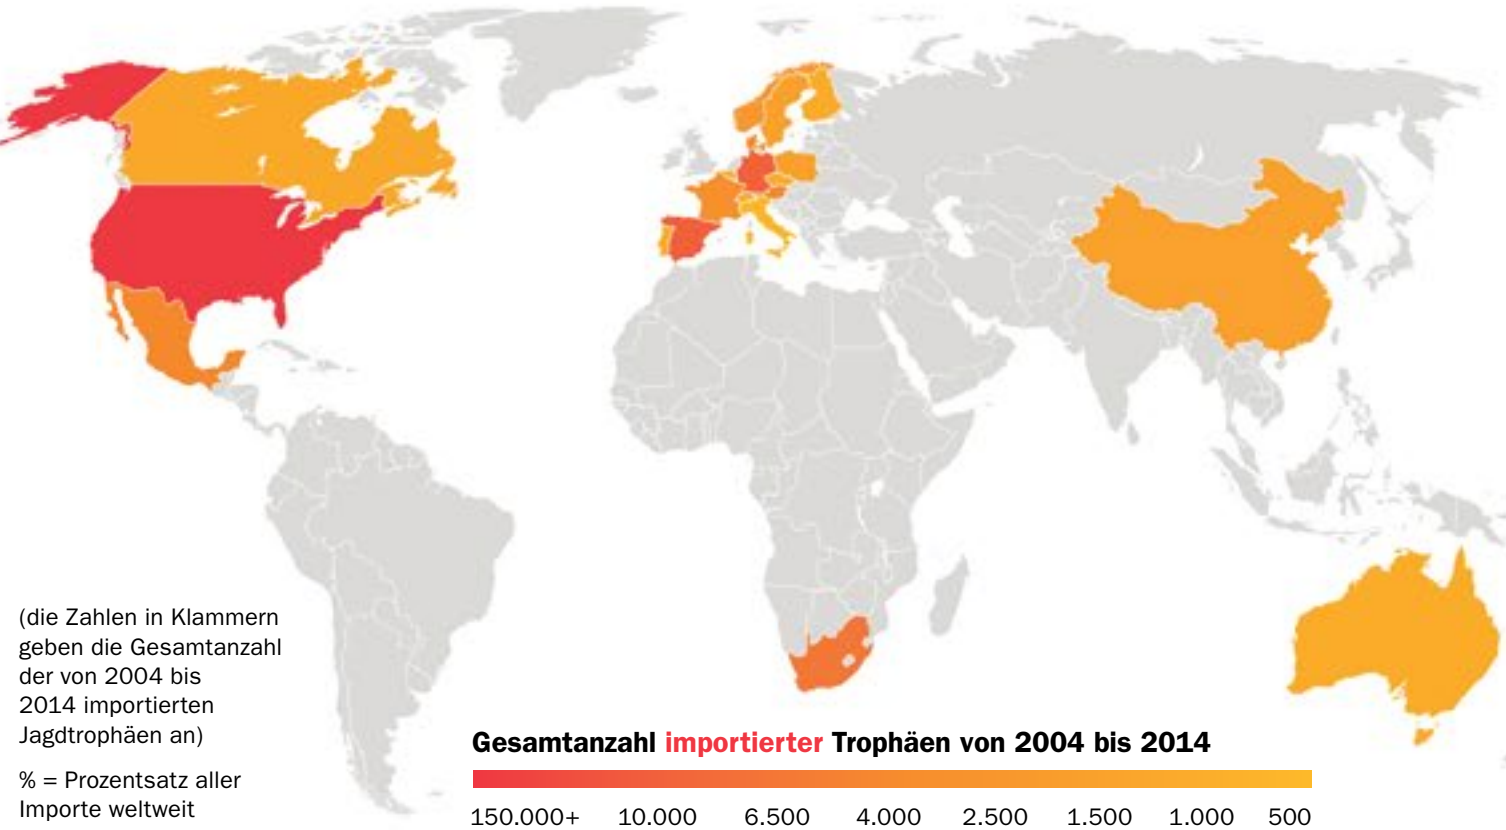 (die Zahlen in Klammern
geben die Gesamtanzahl
der von 2004 bis
2014 importierten
Jagdtrophäen an)
% = Prozentsatz aller
Importe weltweit
Gesamtanzahl importierter Trophäen von 2004 bis 2014
150.000+ 10.000 6.500 4.000 2.500 1.500 1.000 500